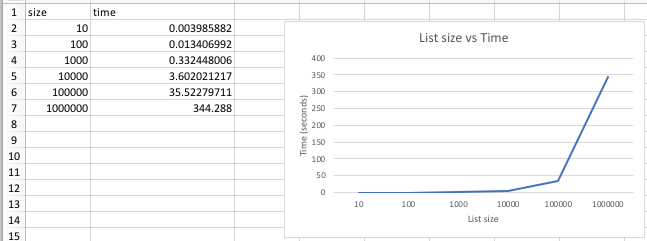 1 size time
2 10 0.003985882
3 100 0.013406992
4 1000 0.332448006
5 10000 3.602021217
6 100000 35.52279711
7 1000000 344.288
8
9
10
11
12
13
14
15
List size vs Time
Time (seconds)
400
350
300
250
200
150
100
50
0
10 100 1000 10000 100000 1000000
List size